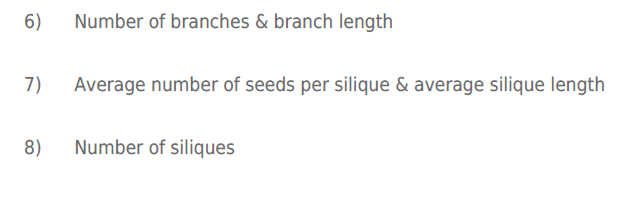 6) Number of branches & branch length
7) Average number of seeds per silique & average silique length
8) Number of siliques